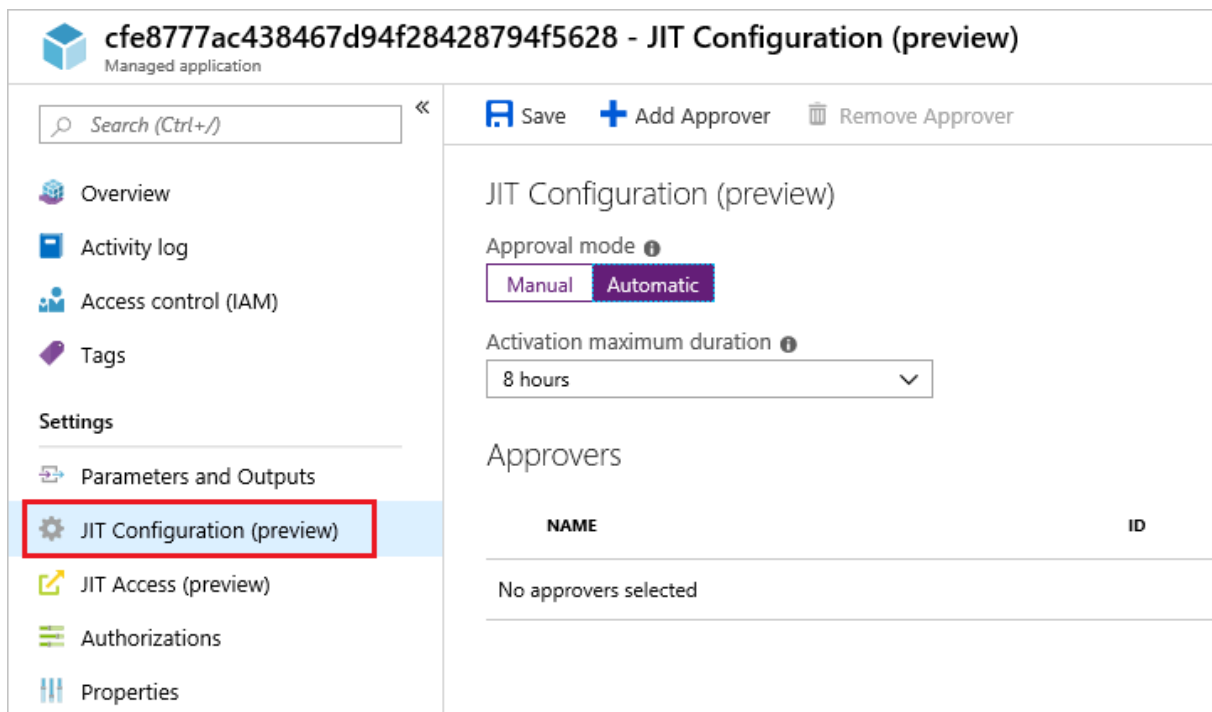 cfe8777ac438467d94f28428794f5628 - JIT Configuration (preview)
Managed application
Search (Ctrl+/)
«
Overview
Activity log
Access control (IAM)
Tags
Settings
Parameters and Outputs
JIT Configuration (preview)
JIT Access (preview)
Authorizations
Properties
Save Add Approver Remove Approver
JIT Configuration (preview)
Approval mode
Manual Automatic
Activation maximum duration
8 hours
Approvers
NAME ID
No approvers selected